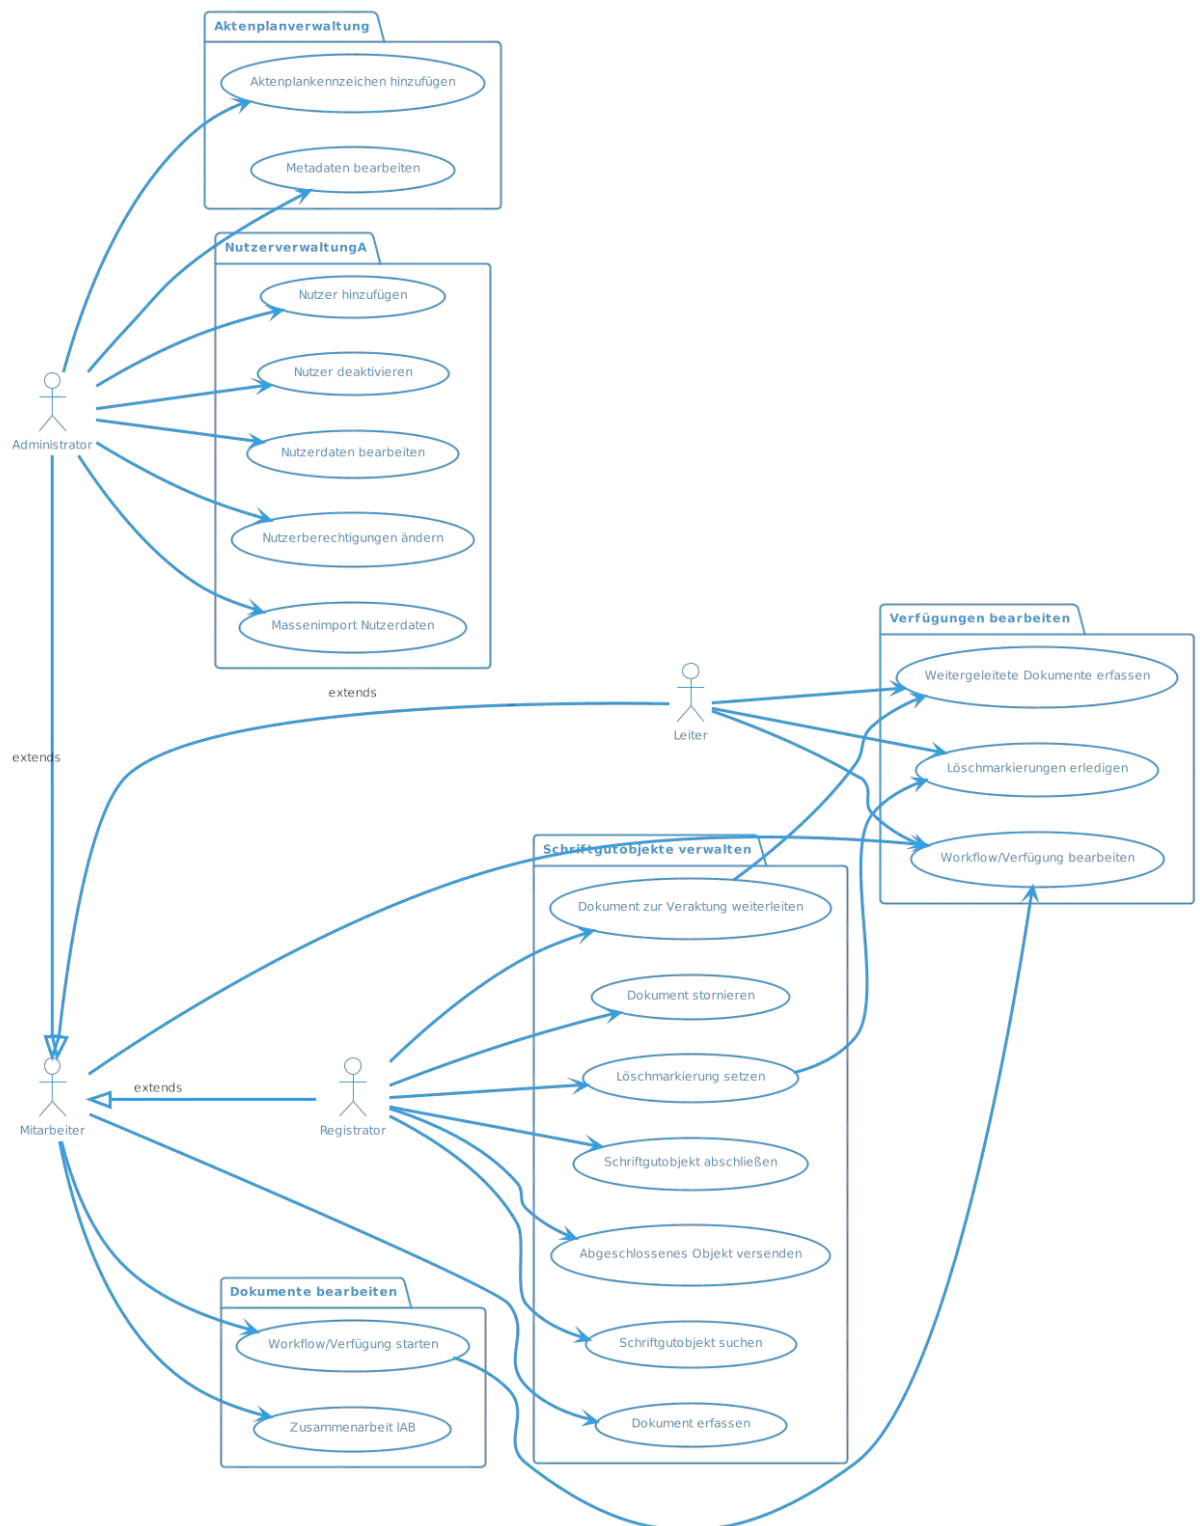 Aktenplanverwaltung
Aktenplankennzeichen hinzufügen
Metadaten bearbeiten
NutzerverwaltungA
Nutzer hinzufügen
Nutzer deaktivieren
Administrator
Nutzerdaten bearbeiten
Nutzerberechtigungen ändern
Massenimport Nutzerdaten
Verfügungen bearbeiten
Weitergeleitete Dokumente erfassen
extends
Leiter
extends
Löschmarkierungen erledigen
Schriftgutobjekte verwalten
Workflow/Verfügung bearbeiten
Dokument zur Veraktung weiterleiten
Dokument stornieren
Löschmarkierung setzen
extends
Mitarbeiter
Registrator
Schriftgutobjekt abschließen
Abgeschlossenes Objekt versenden
Dokumente bearbeiten
Workflow/Verfügung starten
Schriftgutobjekt suchen
Zusammenarbeit IAB
Dokument erfassen